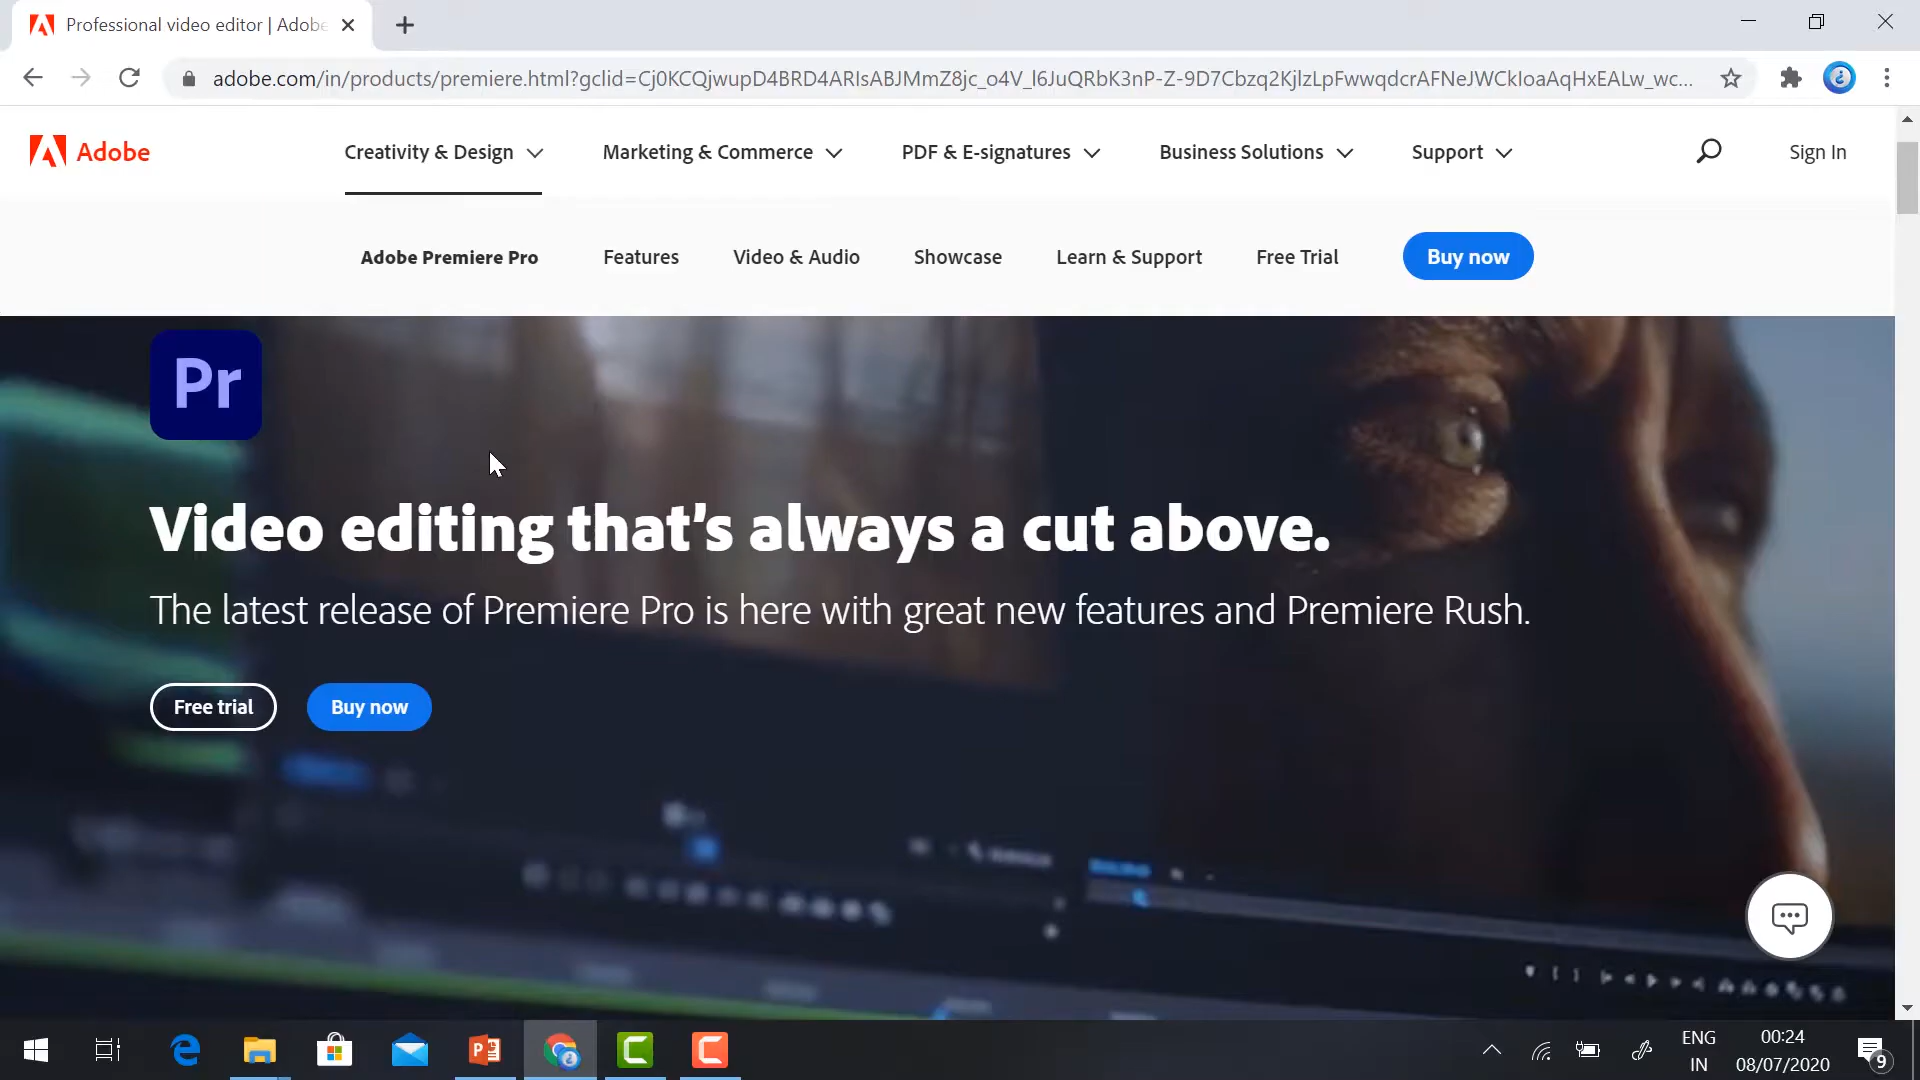 Professional video editor | Adobe
adobe.com/in/products/premiere.html?gclid=Cj0KCQjwupD4BRD4ARIsABJMmZ8jc_o4V_l6JuQRbK3nP-Z-9D7Cbzq2KjlzLpFwwqdcrAFNeJWCkIoaAqHxEALw_wc...
Adobe
Creativity & Design
Marketing & Commerce
PDF & E-signatures
Business Solutions
Support
Sign In
Adobe Premiere Pro
Features
Video & Audio
Showcase
Learn & Support
Free Trial
Buy now
Pr
Video editing that's always a cut above.
The latest release of Premiere Pro is here with great new features and Premiere Rush.
Free trial
Buy now
ENG
IN
00:24
08/07/2020
9